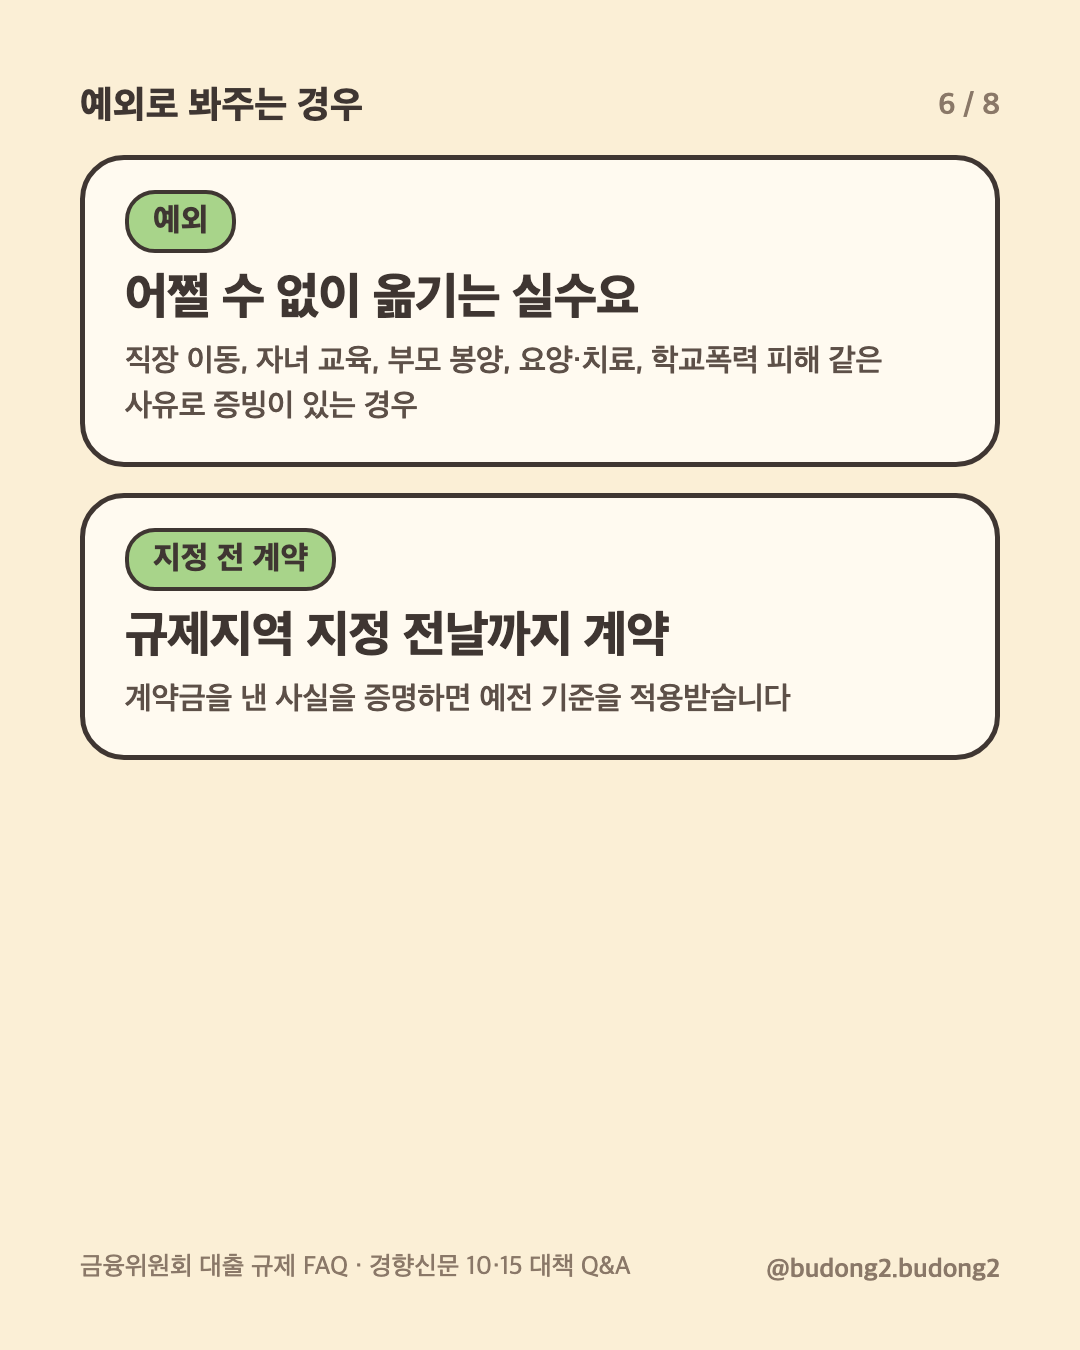 예외로 봐주는 경우
6 / 8
예외
어쩔 수 없이 옮기는 실수요
직장 이동, 자녀 교육, 부모 봉양, 요양·치료, 학교폭력 피해 같은
사유로 증빙이 있는 경우
지정 전 계약
규제지역 지정 전날까지 계약
계약금을 낸 사실을 증명하면 예전 기준을 적용받습니다
금융위원회 대출 규제 FAQ · 경향신문 10·15 대책 Q&A
@budong2.budong2